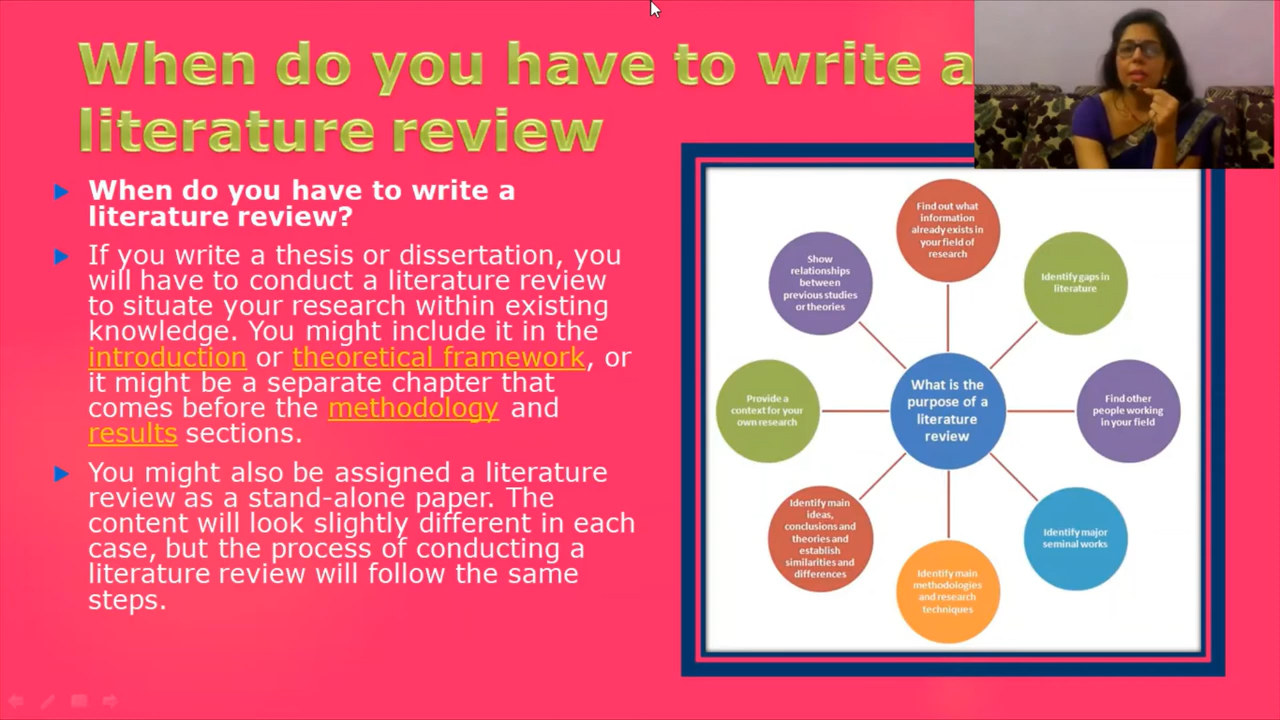 When do you have to write a
literature review
When do you have to write a
literature review?
If you write a thesis or dissertation, you
will have to conduct a literature review
to situate your research within existing
knowledge. You might include it in the
introduction or theoretical framework, or
it might be a separate chapter that
comes before the methodology and
results sections.
You might also be assigned a literature
review as a stand-alone paper. The
content will look slightly different in each
case, but the process of conducting a
literature review will follow the same
steps.
Find out what
information
already exists in
your field of
research
Identify gaps in
literature
Find other
people working
in your field
Identify major
seminal works
Identify main
methodologies
and research
techniques
Identify main
ideas,
conclusions and
theories and
establish
similarities and
differences
Provide a
context for your
own research
Show
relationships
between
previous studies
or theories
What is the
purpose of a
literature
review